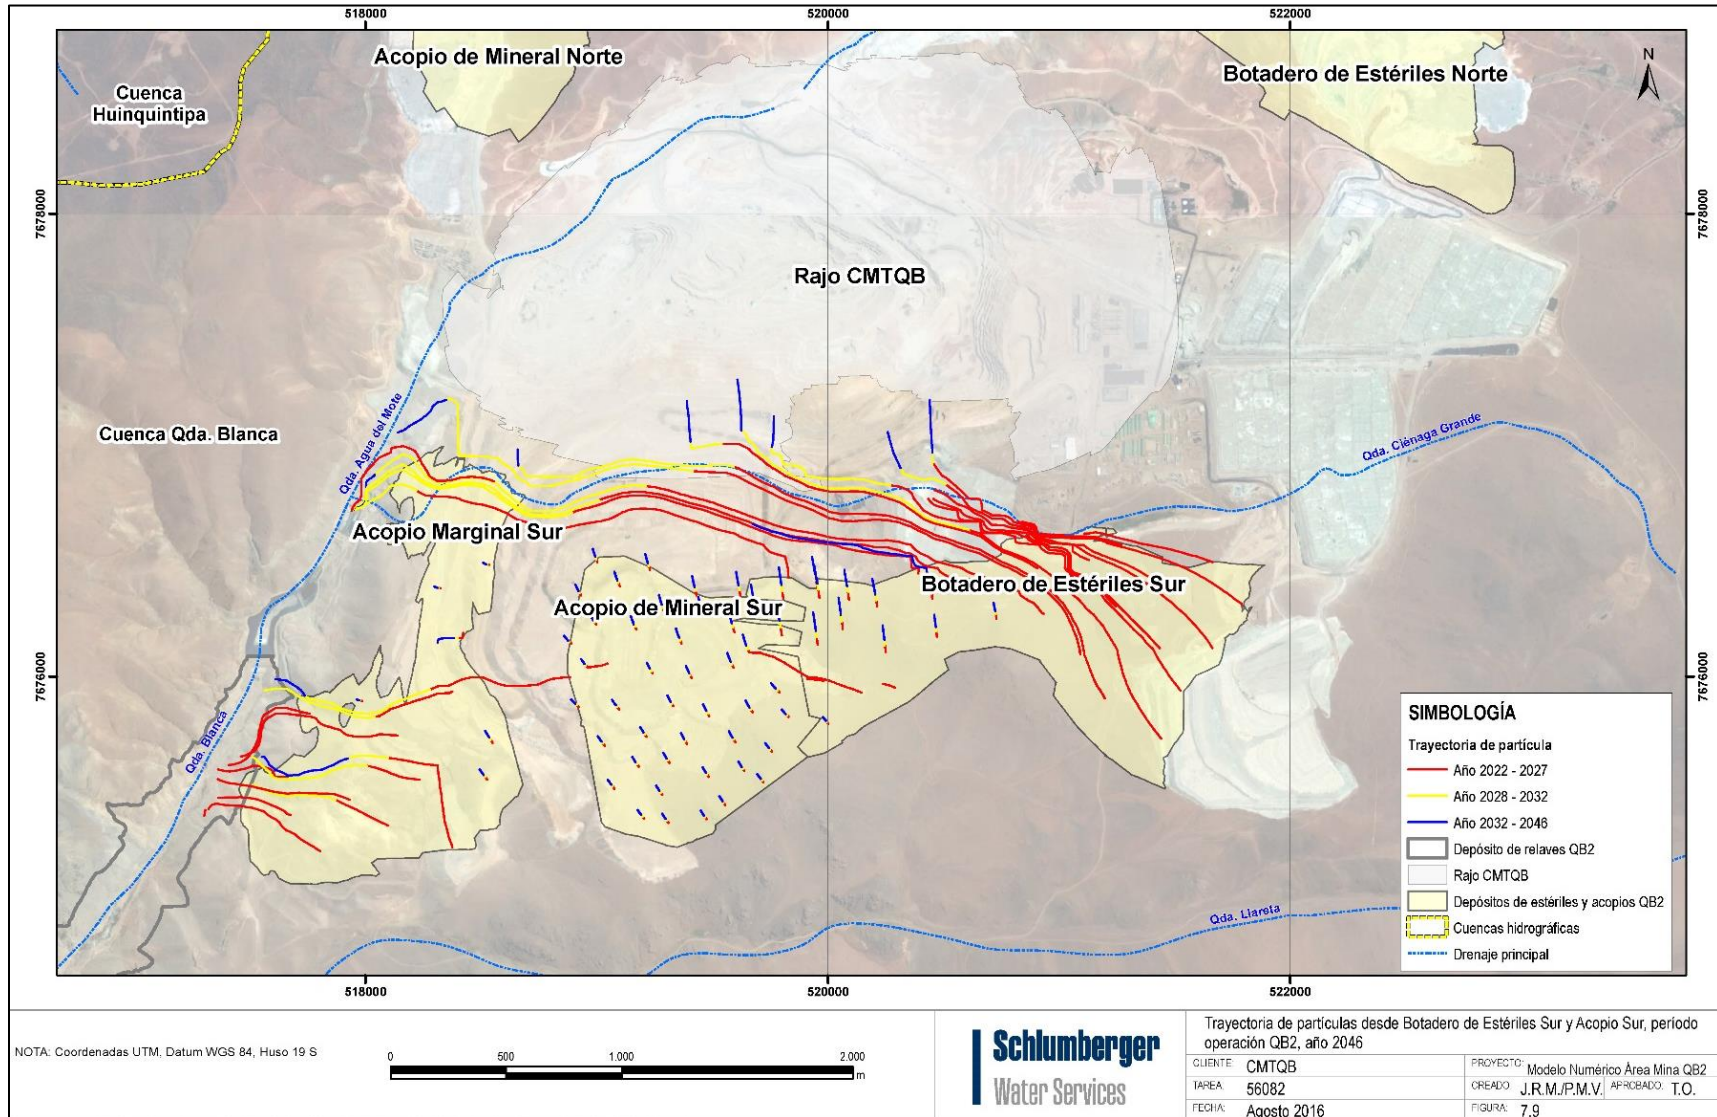 518000
520000
522000
Acopio de Mineral Norte
Botadero de Estériles Norte
N
Cuenca
Huinquintipa
7678000
7678000
Rajo CMTQB
Qda. Agua del Mote
Cuenca Qda. Blanca
Qda. Ciénaga Grande
Acopio Marginal Sur
Botadero de Estériles Sur
Acopio de Mineral Sur
7676000
7676000
Qda. Blanca
Qda. Llareta
SIMBOLOGÍA
Trayectoria de partícula
Año 2022 - 2027
Año 2028 - 2032
Año 2032 - 2046
Depósito de relaves QB2
Rajo CMTQB
Depósitos de estériles y acopios QB2
Cuencas hidrográficas
Drenaje principal
518000
520000
522000
NOTA: Coordenadas UTM, Datum WGS 84, Huso 19 S
0 500 1.000 2.000
m
Schlumberger
Water Services
Trayectoria de partículas desde Botadero de Estériles Sur y Acopio Sur, período
operación QB2, año 2046
CLIENTE: CMTQB
PROYECTO: Modelo Numérico Área Mina QB2
TAREA: 56082
CREADO: J.R.M./P.M.V. APROBADO: T.O.
FECHA: Agosto 2016
FIGURA: 7.9